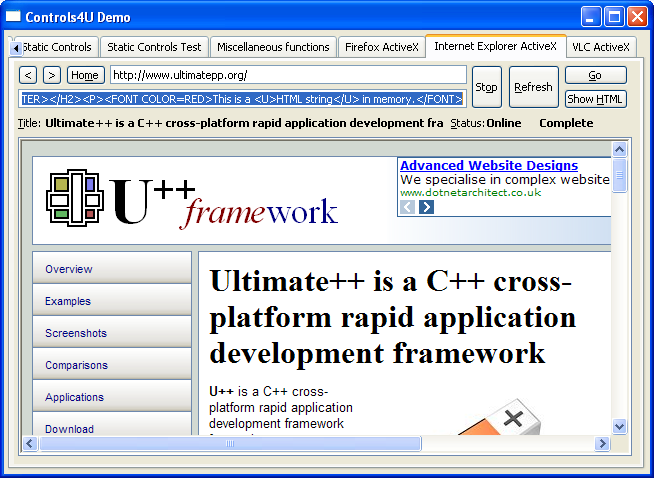 Controls4U Demo
Static Controls Static Controls Test Miscellaneous functions Firefox ActiveX Internet Explorer ActiveX VLC ActiveX
< > Home http://www.ultimatepp.org/ Stop Refresh Go
TER></H2><P><FONT COLOR=RED>This is a <U>HTML string</U> in memory.</FONT> Show HTML
Title: Ultimate++ is a C++ cross-platform rapid application development fra Status: Online Complete
U++ framework
Advanced Website Designs
We specialise in complex website
www.dotnetarchitect.co.uk
Overview
Examples
Screenshots
Comparisons
Applications
Download
Ultimate++ is a C++ cross-
platform rapid application
development framework
U++ is a C++ cross-
platform rapid application
development framework